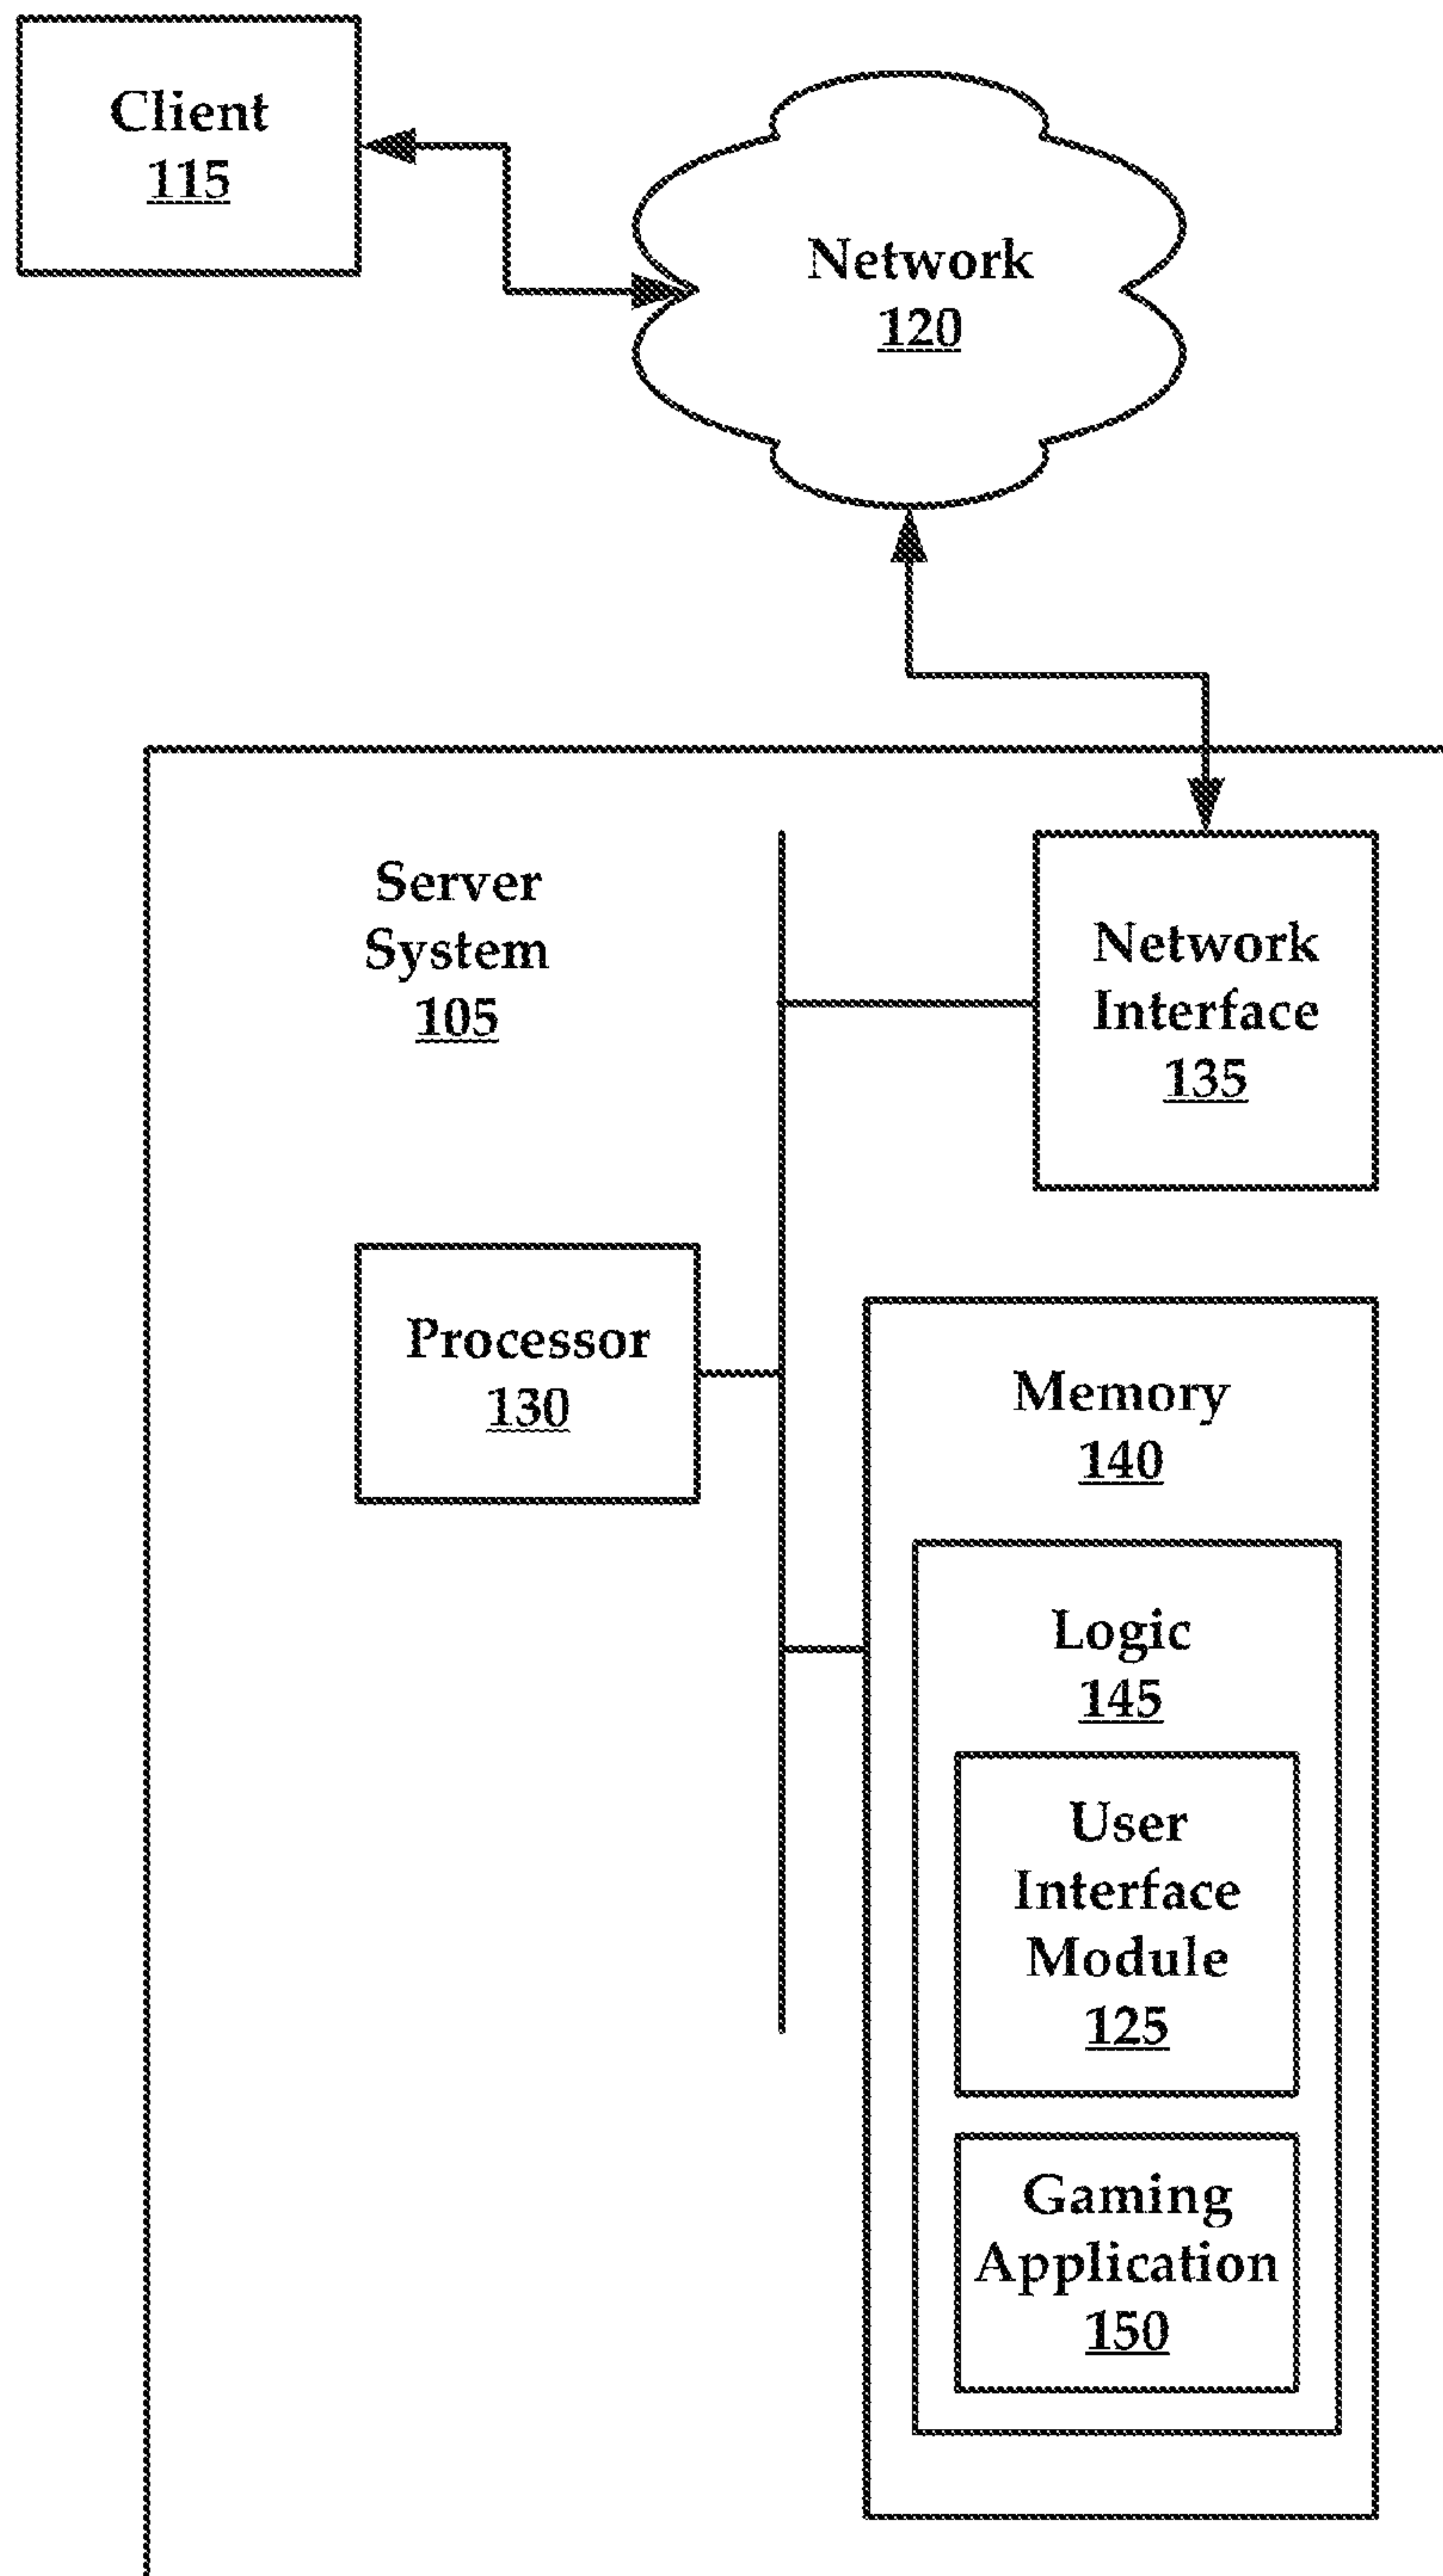 Client
115
Network
120
Server
System
105
Network
Interface
135
Processor
130
Memory
140
Logic
145
User
Interface
Module
125
Gaming
Application
150